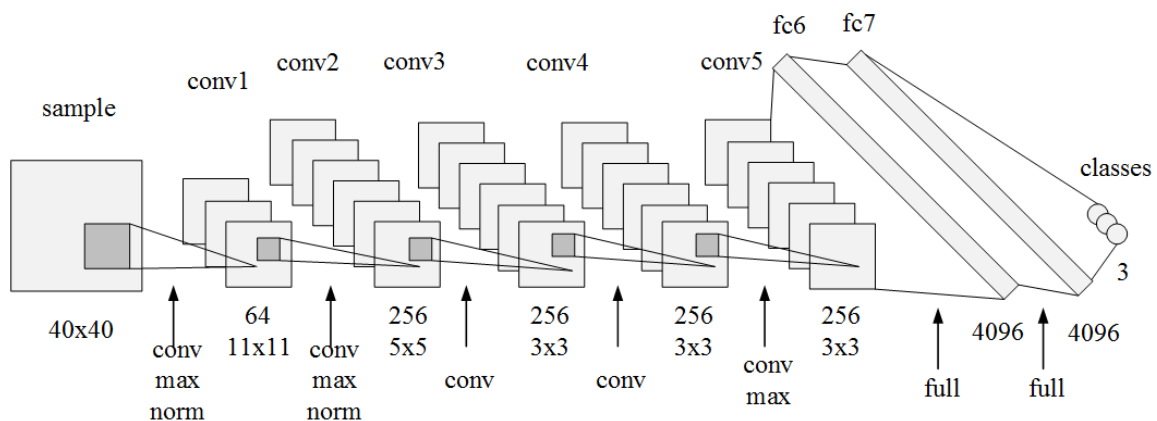 fc6
fc7
conv2
conv3
conv4
conv5
conv1
sample
classes
3
40x40
64
11x11
256
5x5
256
3x3
256
3x3
256
3x3
4096
4096
conv
max
norm
conv
max
norm
conv
conv
conv
max
full
full